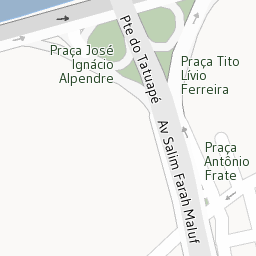 Pte do Tatuapé
Praça José
Ignácio
Alpendre
Praça Tito
Lívio
Ferreira
Av Salim Farah Maluf
Praça
Antônio
Frate